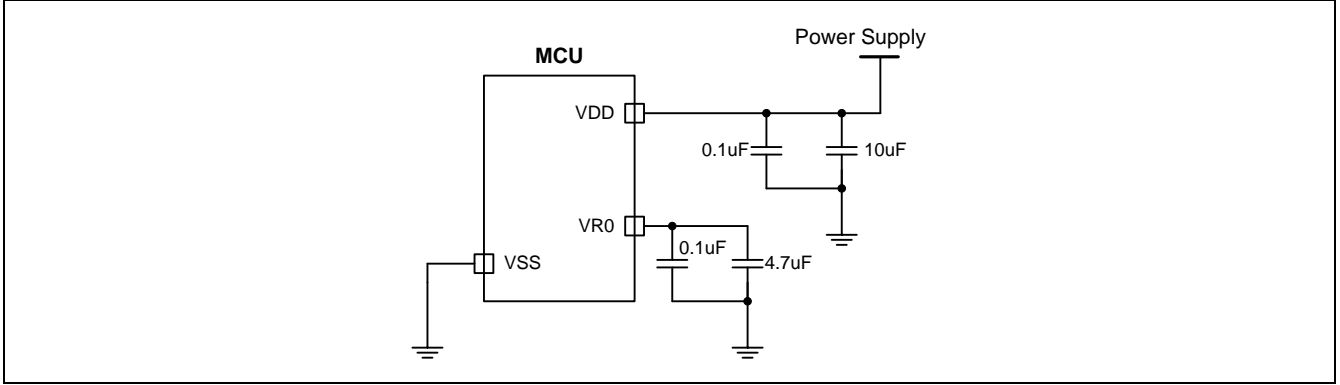 Power Supply
MCU
VDD
0.1uF
10uF
VR0
0.1uF
4.7uF
VSS